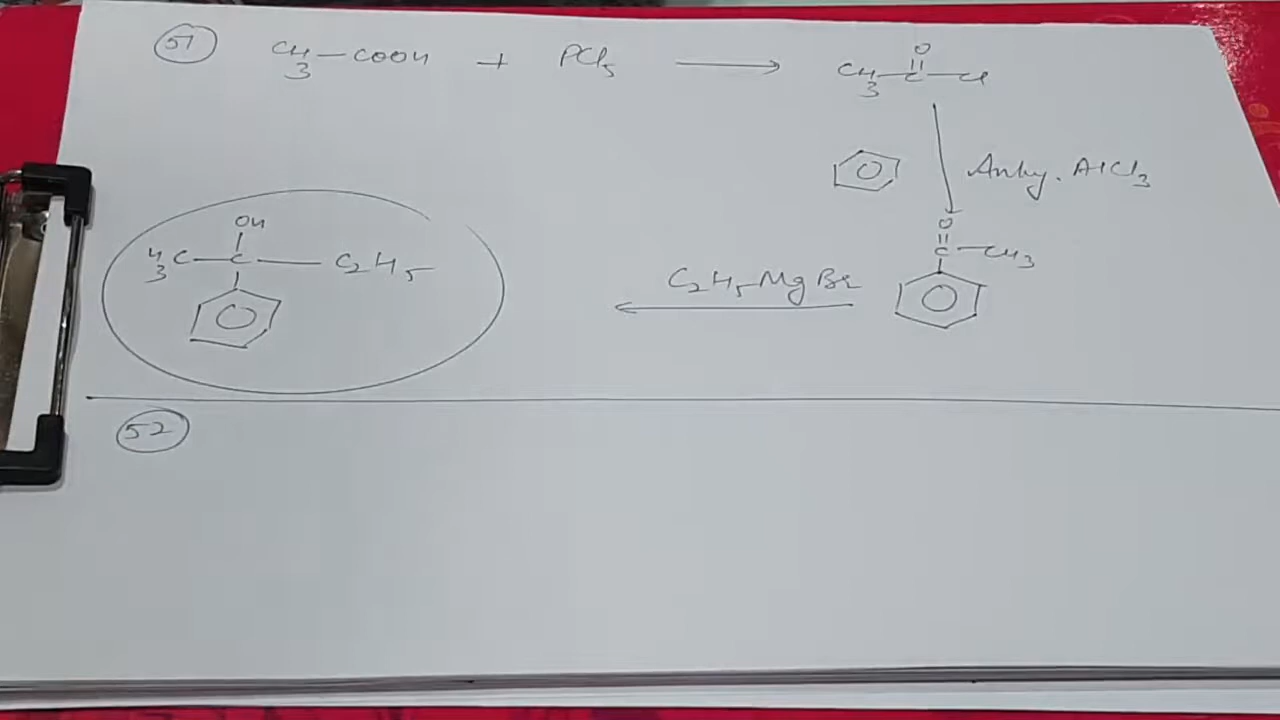 51 CH3 — COOH + PCl5 → CH3 — C — Cl
O
||
Anhy. AlCl3
O
||
C — CH3
C2H5MgBr
OH
H3C — C — C2H5
52